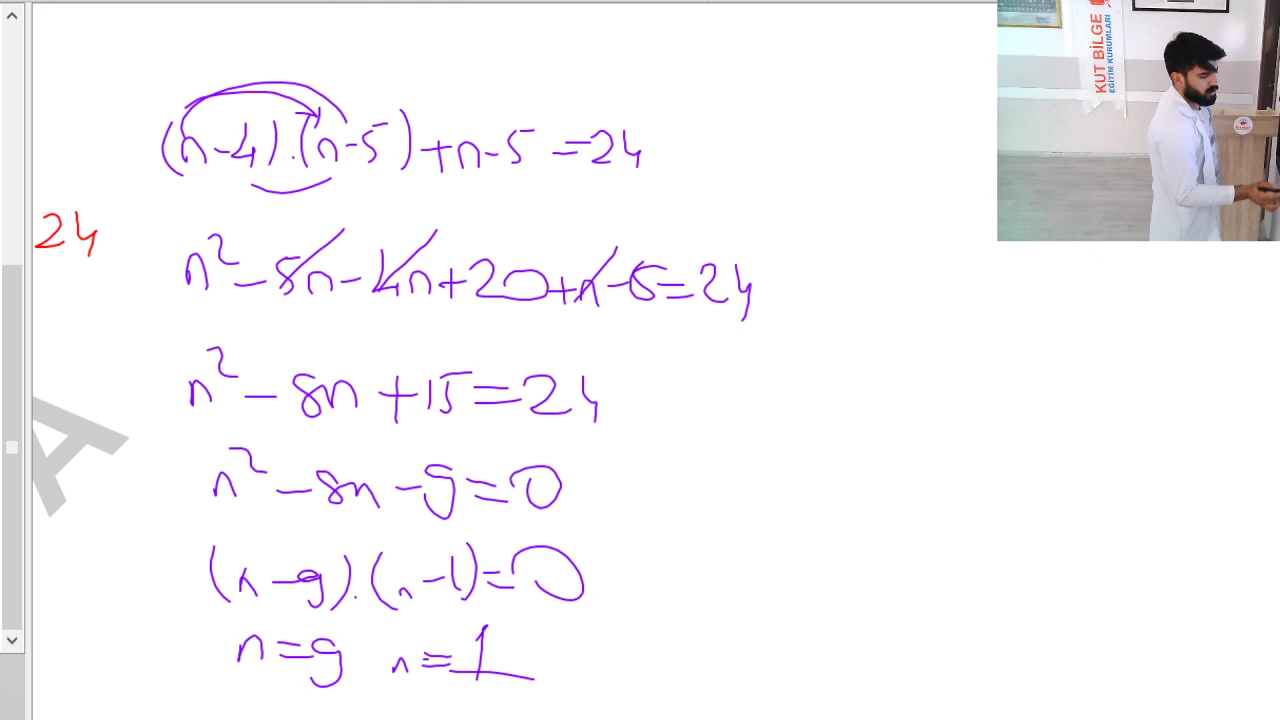 KUT BİLGE
EĞİTİM KURUMLARI
(n-4).(n-5)+n-5=24
24
n²-5n-4n+20+n-5=24
n²-8n+15=24
n²-8n-9=0
(n-9).(n-1)=0
n=9 n=1
A